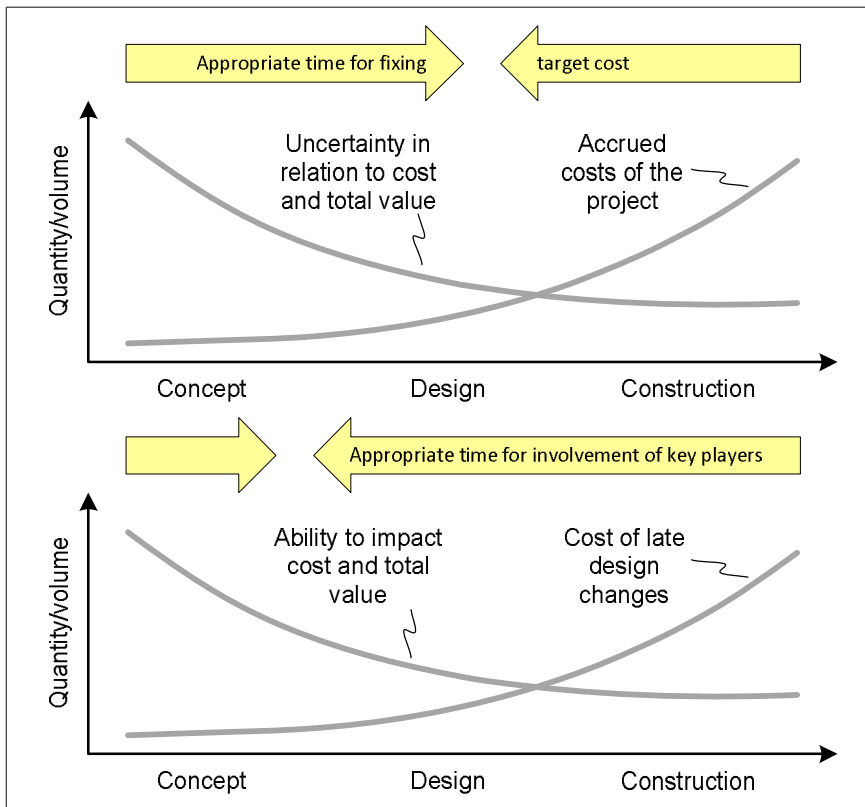 Appropriate time for fixing target cost
Quantity/volume
Uncertainty in
relation to cost
and total value
Accrued
costs of the
project
Concept Design Construction
Appropriate time for involvement of key players
Quantity/volume
Ability to impact
cost and total
value
Cost of late
design
changes
Concept Design Construction